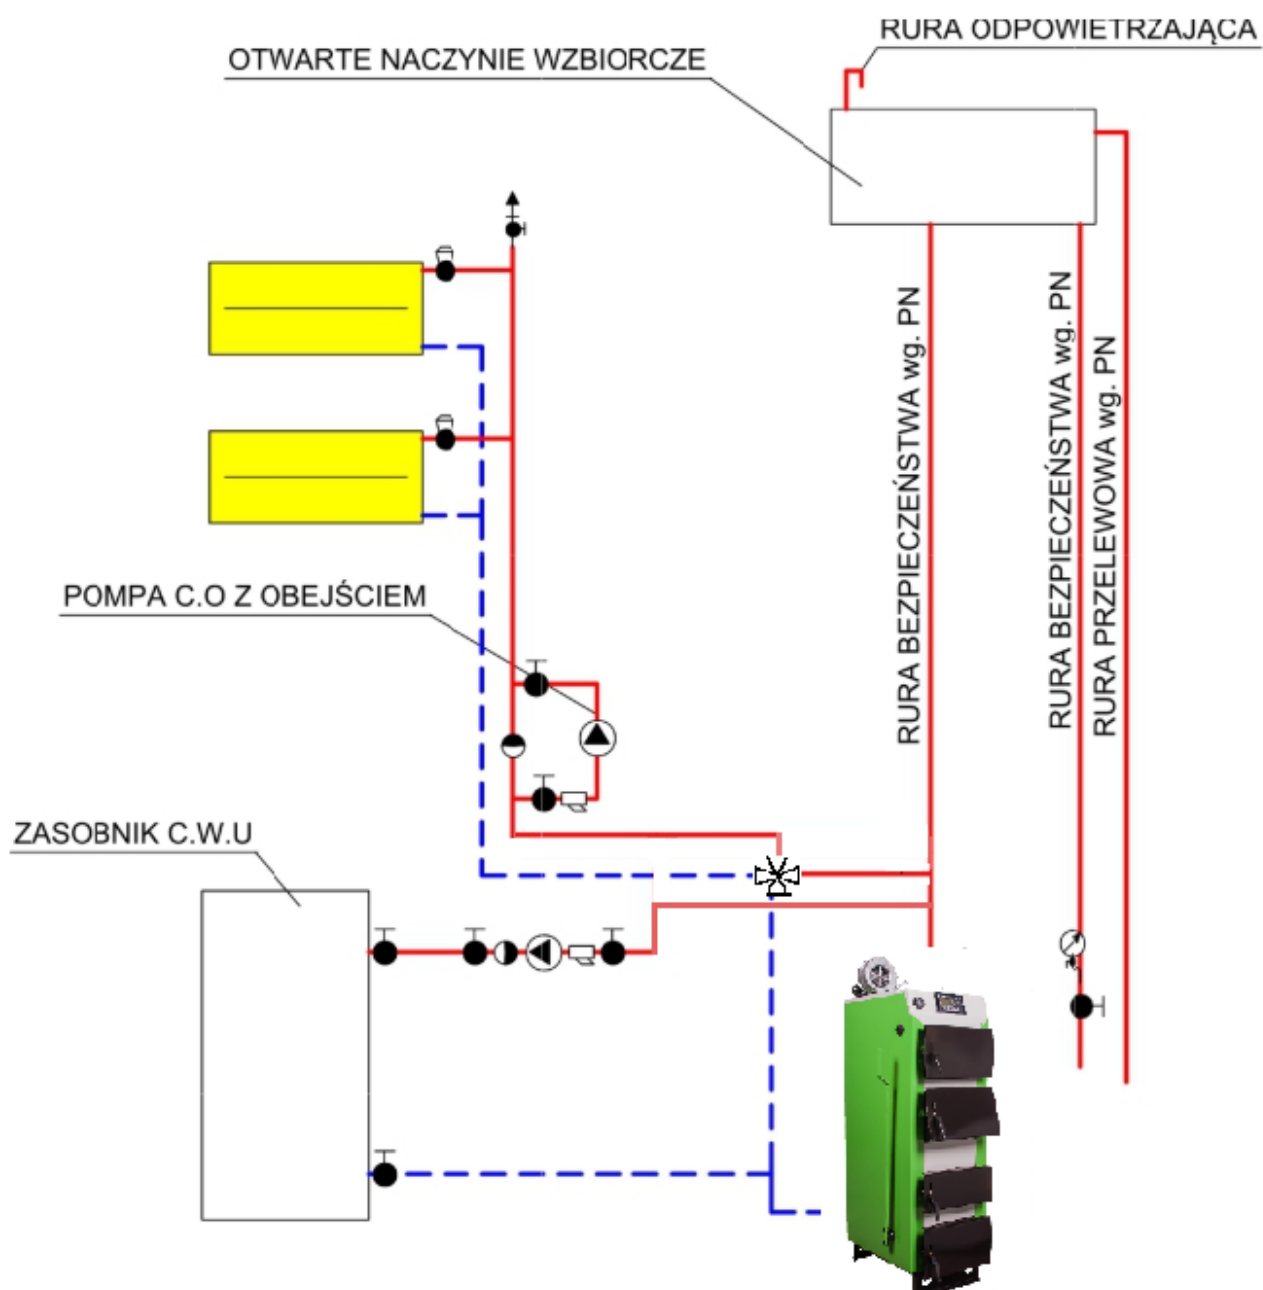 RURA ODPOWIETRZAJĄCA
OTWARTE NACZYNIE WZBIORCZE
RURA BEZPIECZEŃSTWA wg. PN
RURA BEZPIECZEŃSTWA wg. PN
RURA PRZELEWOWA wg. PN
POMPA C.O Z OBEJŚCIEM
ZASOBNIK C.W.U